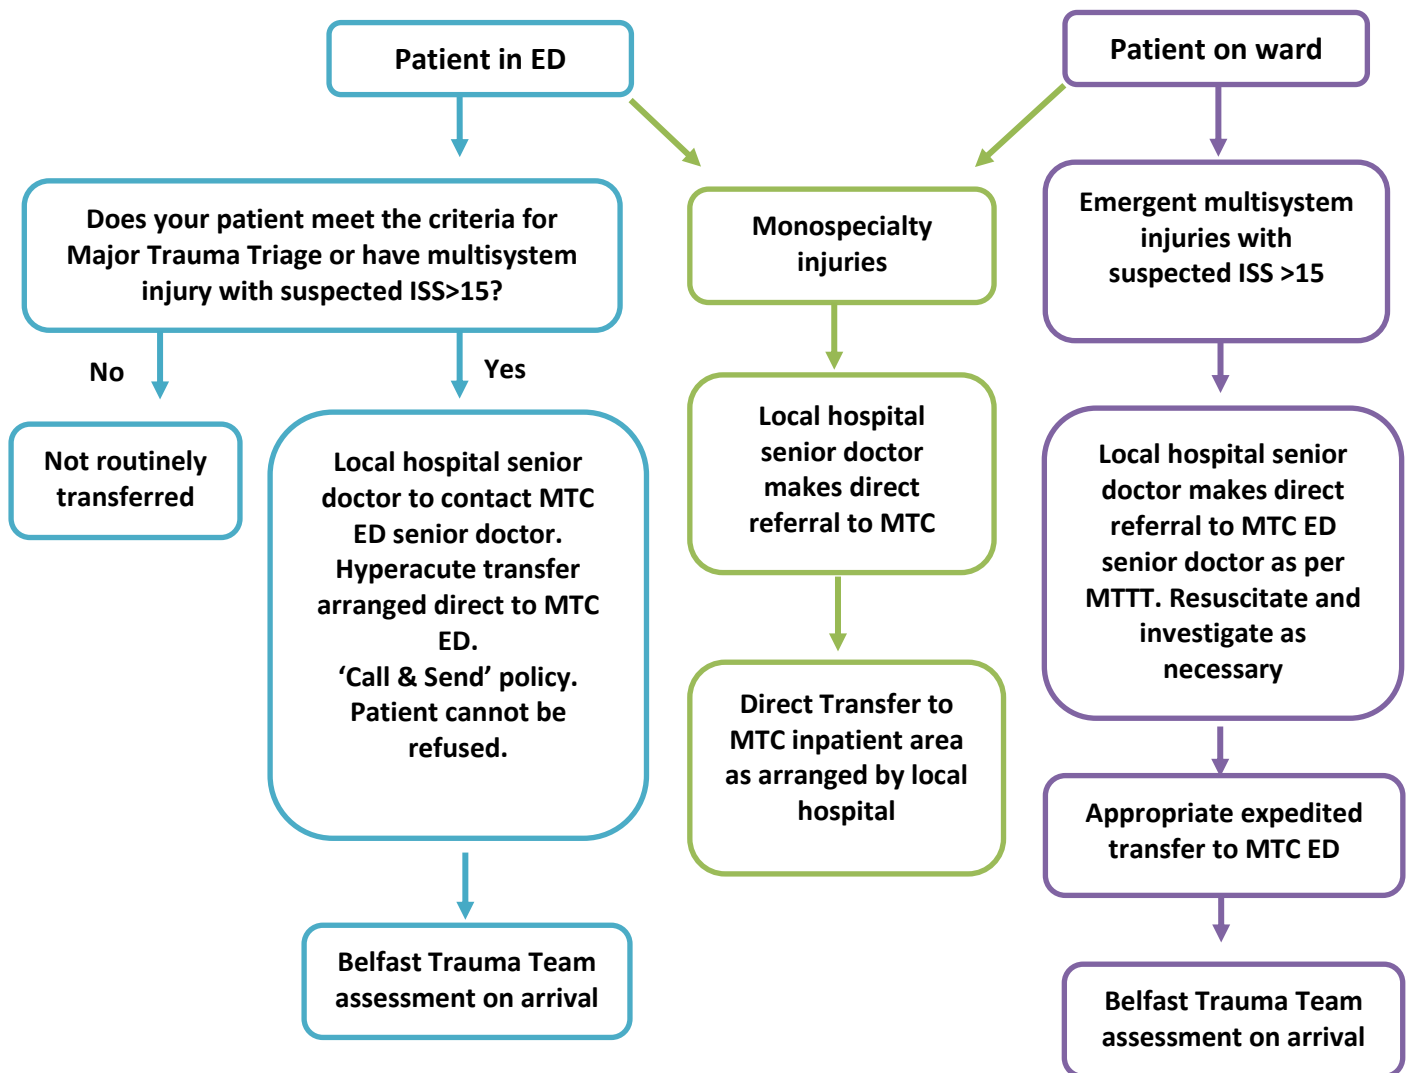 Patient in ED
Patient on ward
Does your patient meet the criteria for
Major Trauma Triage or have multisystem
injury with suspected ISS>15?
Monospecialty
injuries
Emergent multisystem
injuries with
suspected ISS >15
No
Yes
Not routinely
transferred
Local hospital senior
doctor to contact MTC
ED senior doctor.
Hyperacute transfer
arranged direct to MTC
ED.
‘Call & Send’ policy.
Patient cannot be
refused.
Local hospital
senior doctor
makes direct
referral to MTC
Local hospital senior
doctor makes direct
referral to MTC ED
senior doctor as per
MTTT. Resuscitate and
investigate as
necessary
Direct Transfer to
MTC inpatient area
as arranged by local
hospital
Appropriate expedited
transfer to MTC ED
Belfast Trauma Team
assessment on arrival
Belfast Trauma Team
assessment on arrival